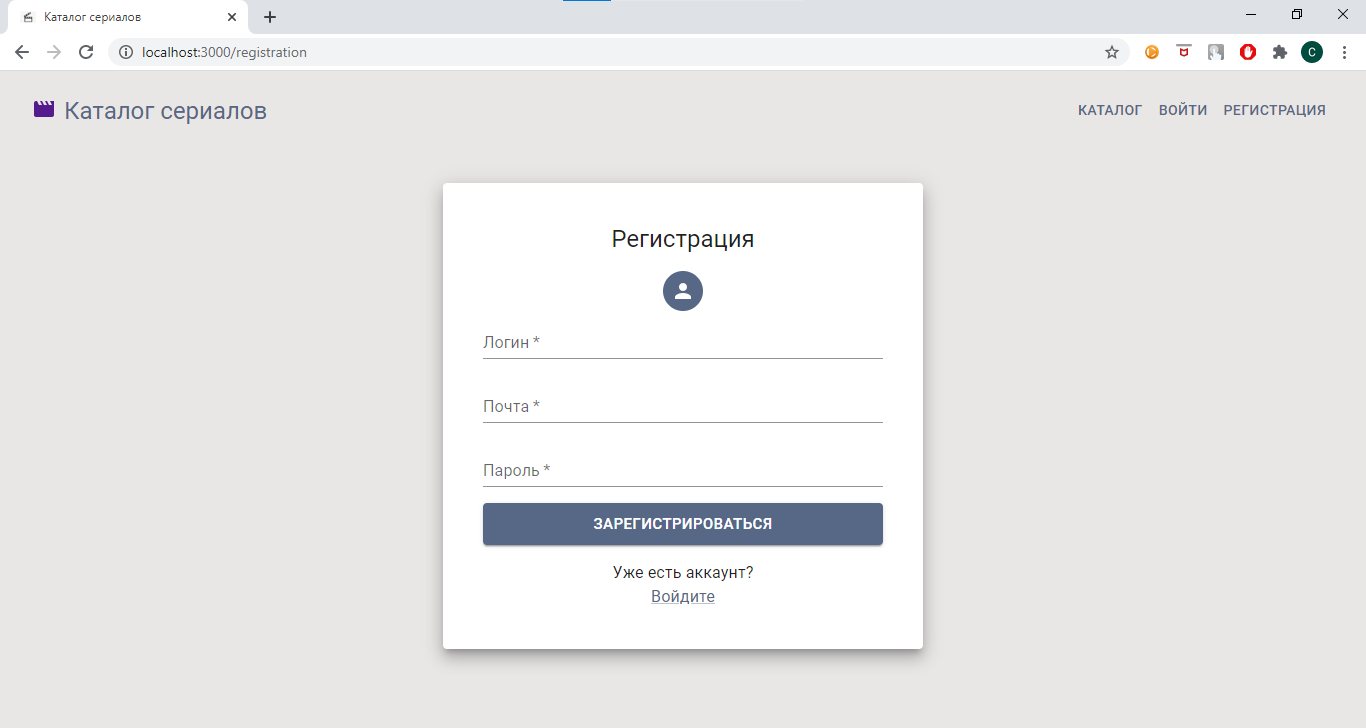 Каталог сериалов
localhost:3000/registration
C
Каталог сериалов
КАТАЛОГ ВОЙТИ РЕГИСТРАЦИЯ
Регистрация
Логин *
Почта *
Пароль *
ЗАРЕГИСТРИРОВАТЬСЯ
Уже есть аккаунт?
Войдите